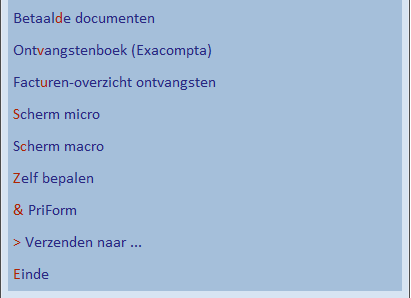 Betaalde documenten
Ontvangstenboek (Exacompta)
Facturen-overzicht ontvangsten
Scherm micro
Scherm macro
Zelf bepalen
& PriForm
> Verzenden naar ...
Einde